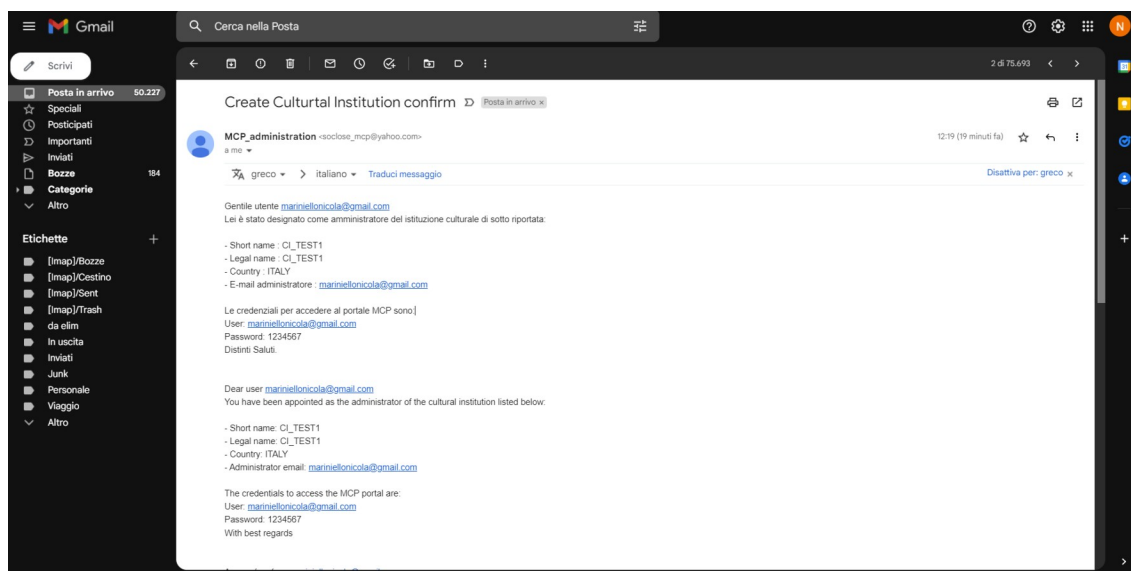 Gmail
Cerca nella Posta
N
Scrivi
2 di 75.693
Posta in arrivo 50.227
Speciali
Posticipati
Importanti
Inviati
Bozze 184
Categorie
Altro
Etichette
[Imap]/Bozze
[Imap]/Cestino
[Imap]/Sent
[Imap]/Trash
da elim
In uscita
Inviati
Junk
Personale
Viaggio
Altro
Create Culturtal Institution confirm Posta in arrivo ×
MCP_administration <soclose_mcp@yahoo.com> 12:19 (19 minuti fa)
a me
greco > italiano Traduci messaggio Disattiva per: greco ×
Gentile utente mariniellonicola@gmail.com
Lei è stato designato come amministratore del istituzione culturale di sotto riportata:
- Short name : CI_TEST1
- Legal name : CI_TEST1
- Country : ITALY
- E-mail administratore : mariniellonicola@gmail.com
Le credenziali per accedere al portale MCP sono:
User: mariniellonicola@gmail.com
Password: 1234567
Distinti Saluti.
Dear user mariniellonicola@gmail.com
You have been appointed as the administrator of the cultural institution listed below:
- Short name: CI_TEST1
- Legal name: CI_TEST1
- Country: ITALY
- Administrator email: mariniellonicola@gmail.com
The credentials to access the MCP portal are:
User: mariniellonicola@gmail.com
Password: 1234567
With best regards